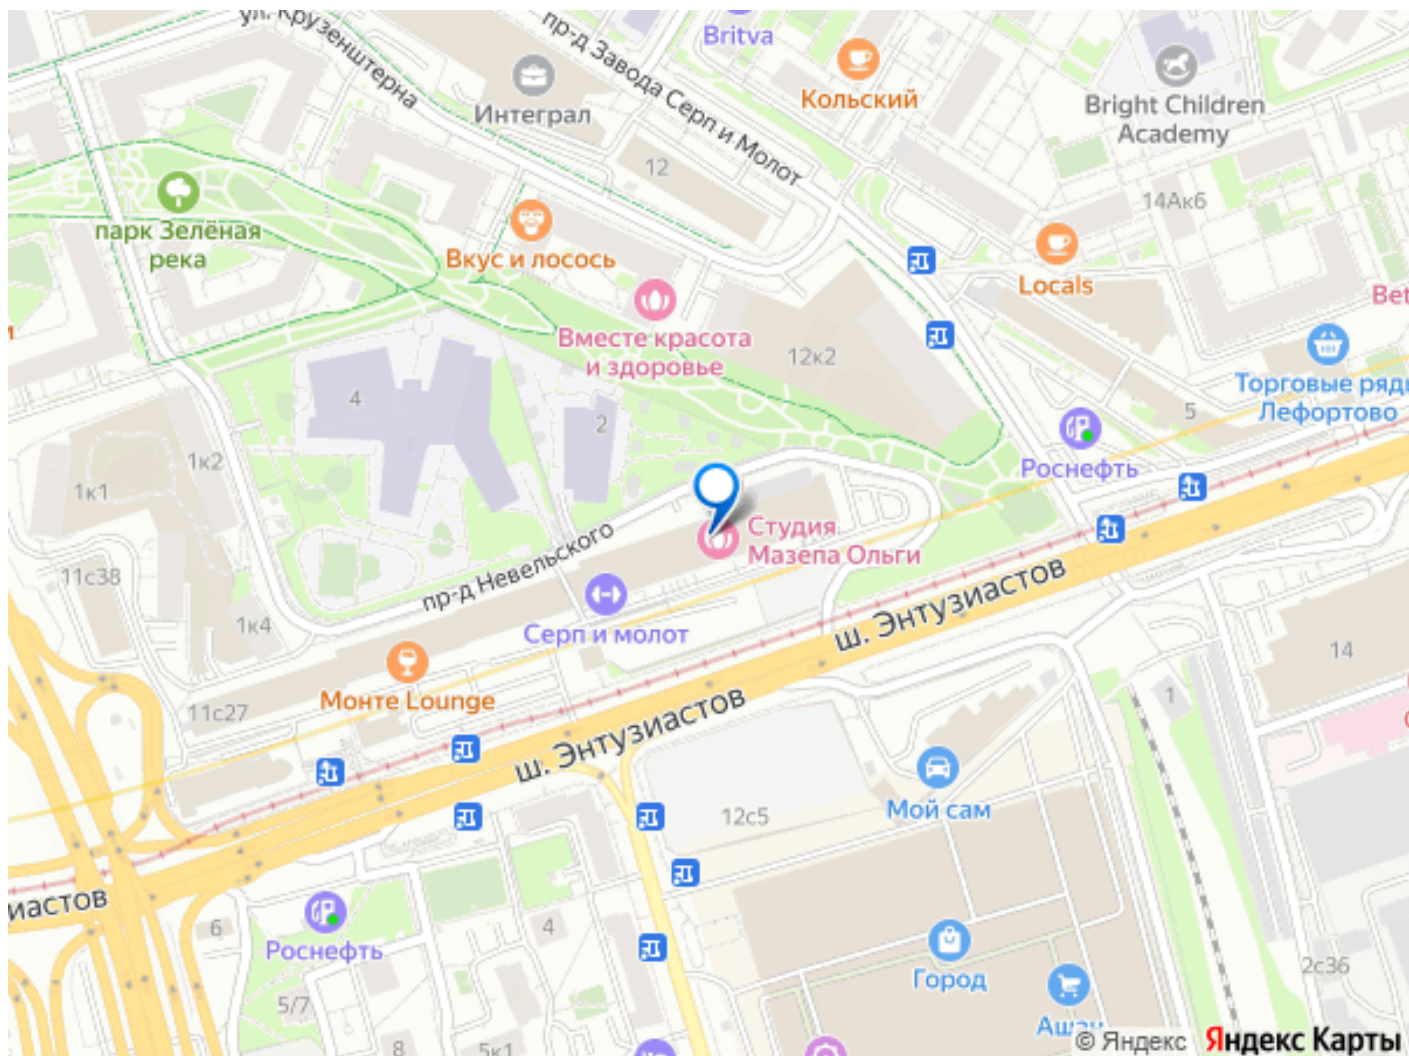 ул. Крузенштерна
пр-д Завода Серп и Молот
Britva
Кольский
Интеграл
Bright Children
Academy
12
14Ак6
парк Зелёная
река
Вкус и лосось
Locals
Bet
и
Вместе красота
и здоровье
12к2
Торговые ряды
Лефортово
4
2
5
Роснефть
1к2
1к1
Студия
Мазепа Ольги
пр-д Невельского
11с38
ш. Энтузиастов
Серп и молот
1к4
14
Монте Lounge
1
11с27
ш. Энтузиастов
Мой сам
12с5
иастов
6
4
Роснефть
Город
2с36
5/7
Ашан
8
5к1
© Яндекс Яндекс Карты